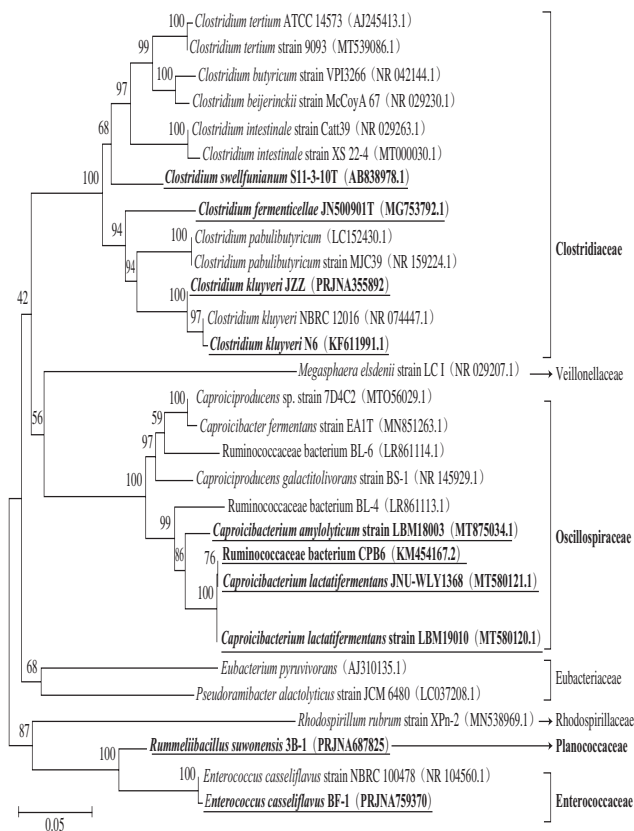 100
Clostridium tertium ATCC 14573（AJ245413.1）
99
Clostridium tertium strain 9093（MT539086.1）
100
Clostridium butyricum strain VPI3266（NR 042144.1）
97
Clostridium beijerinckii strain McCoyA 67（NR 029230.1）
68
100
Clostridium intestinale strain Catt39（NR 029263.1）
Clostridium intestinale strain XS 22-4（MT000030.1）
100
Clostridium swellfunianum S11-3-10T（AB838978.1）
Clostridium fermenticellae JN500901T（MG753792.1）
94
100
Clostridium pabulibutyricum（LC152430.1）
Clostridiaceae
94
Clostridium pabulibutyricum strain MJC39（NR 159224.1）
100
Clostridium kluyveri JZZ（PRJNA355892）
42
97
Clostridium kluyveri NBRC 12016（NR 074447.1）
Clostridium kluyveri N6（KF611991.1）
Megasphaera elsdenii strain LC I（NR 029207.1）
Veillonellaceae
100
Caproiciproducens sp. strain 7D4C2（MTO56029.1）
56
59
Caproicibacter fermentans strain EA1T（MN851263.1）
97
Ruminococcaceae bacterium BL-6（LR861114.1）
100
Caproiciproducens galactitolivorans strain BS-1（NR 145929.1）
Ruminococcaceae bacterium BL-4（LR861113.1）
99
Caproicibacterium amylolyticum strain LBM18003（MT875034.1）
Oscillospiraceae
86
76
Ruminococcaceae bacterium CPB6（KM454167.2）
100
Caproicibacterium lactatifermentans JNU-WLY1368（MT580121.1）
Caproicibacterium lactatifermentans strain LBM19010（MT580120.1）
68
Eubacterium pyruvivorans（AJ310135.1）
Eubacteriaceae
Pseudoramibacter alactolyticus strain JCM 6480（LC037208.1）
87
Rhodospirillum rubrum strain XPn-2（MN538969.1）
Rhodospirillaceae
100
Rummeliibacillus suwonensis 3B-1（PRJNA687825）
Planococcaceae
100
Enterococcus casseliflavus strain NBRC 100478（NR 104560.1）
Enterococcus casseliflavus BF-1（PRJNA759370）
Enterococcaceae
0.05